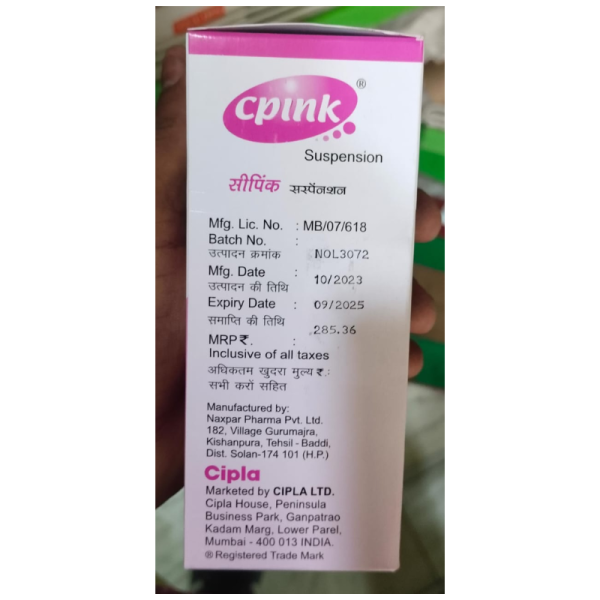 cpink®
Suspension
सीपिंक सस्पेंनशन
Mfg. Lic. No. : MB/07/618
Batch No. :
उत्पादन क्रमांक NOL3072
Mfg. Date : 10/2023
उत्पादन की तिथि
Expiry Date : 09/2025
समाप्ति की तिथि
MRP ₹. : 285.36
Inclusive of all taxes
अधिकतम खुदरा मुल्य ₹.:
सभी करों सहित
Manufactured by:
Naxpar Pharma Pvt. Ltd.
182, Village Gurumajra,
Kishanpura, Tehsil - Baddi,
Dist. Solan-174 101 (H.P.)
Cipla
Marketed by CIPLA LTD.
Cipla House, Peninsula
Business Park, Ganpatrao
Kadam Marg, Lower Parel,
Mumbai - 400 013 INDIA.
® Registered Trade Mark